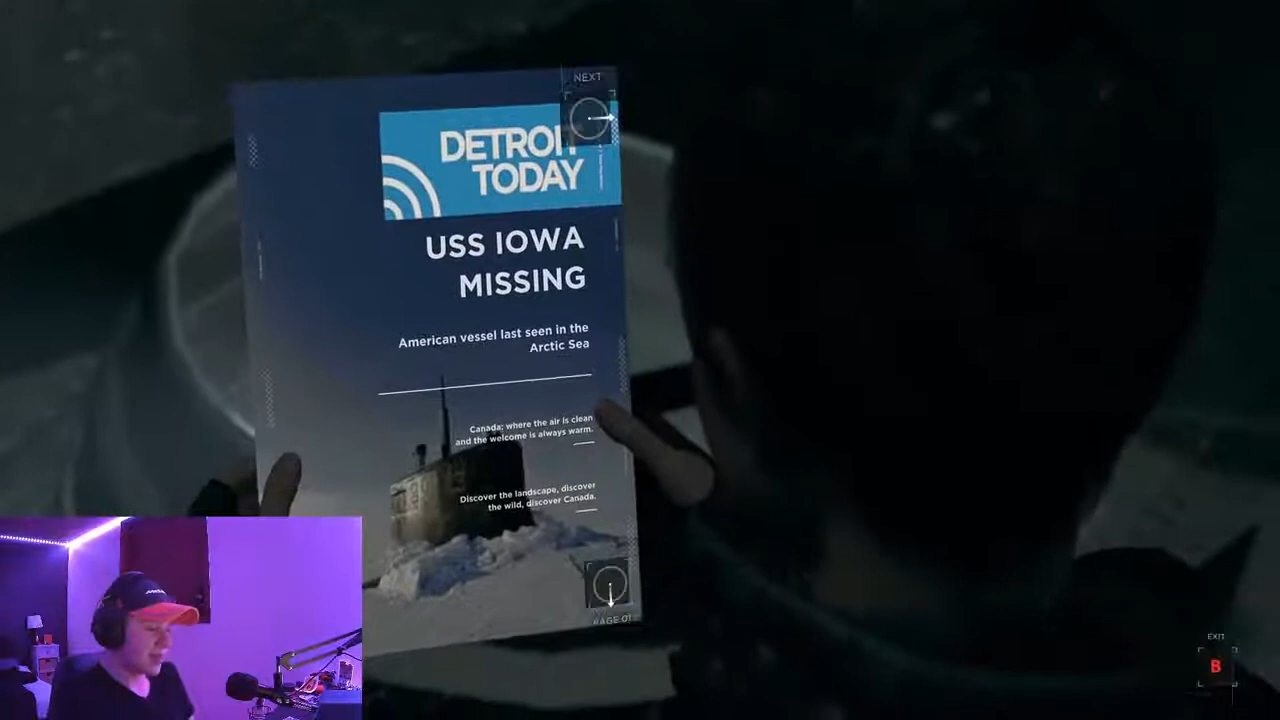 NEXT
DETROIT
TODAY
USS IOWA
MISSING
American vessel last seen in the
Arctic Sea
Canada: where the air is clean
and the welcome is always warm.
Discover the landscape, discover
the wild, discover Canada.
PAGE 01
EXIT
B